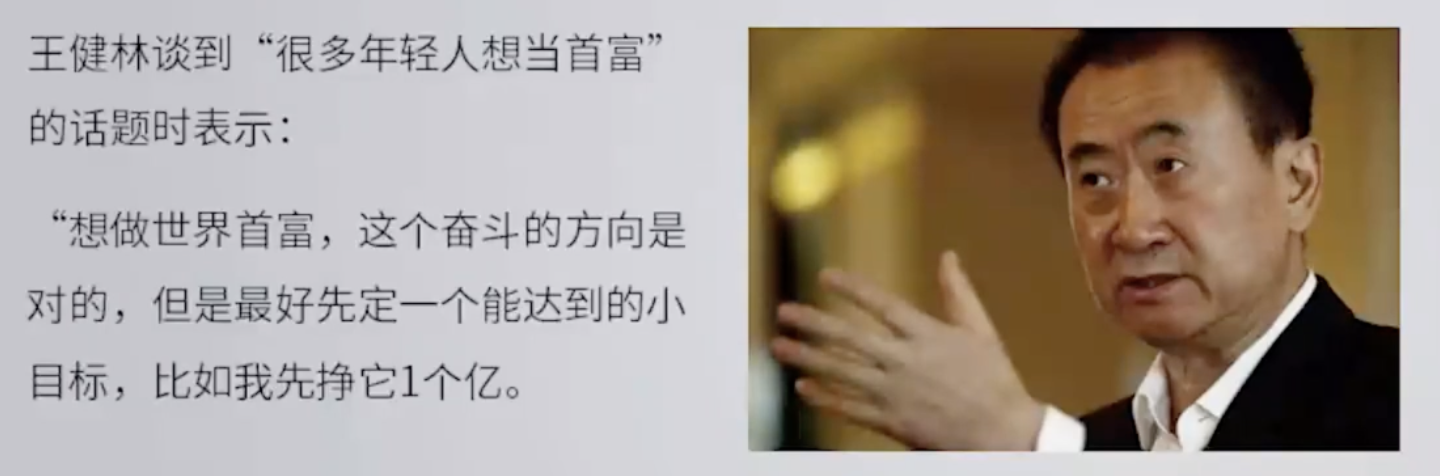 王健林谈到“很多年轻人想当首富”
的话题时表示：
“想做世界首富，这个奋斗的方向是
对的，但是最好先定一个能达到的小
目标，比如我先挣它1个亿。